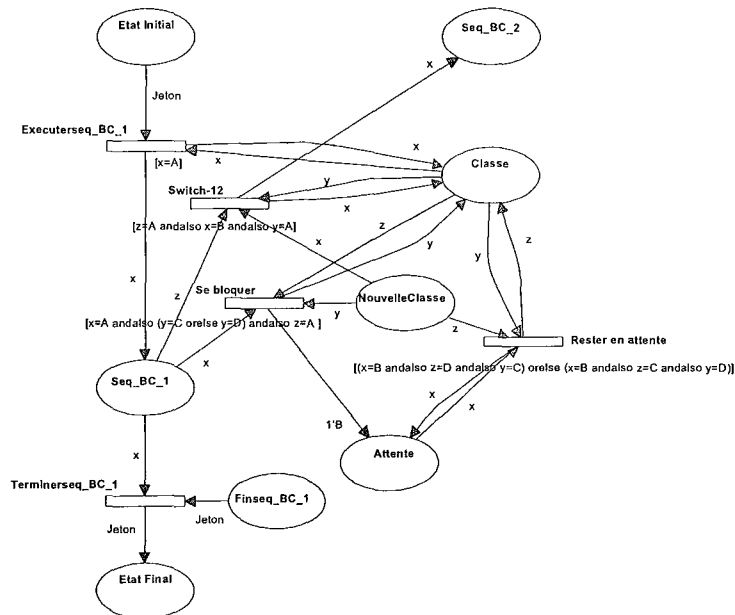 Etat Initial
Seq_BC_2
x
Jeton
Executerseq_BC_1
x
[x=A]
x
Classe
y
Switch-12
x
[z=A andalso x=B andalso y=A]
z
x
y
z
y
x
z
Se bloquer
NouvelleClasse
y
z
Rester en attente
[x=A andalso (y=C orelse y=D) andalso z=A ]
[(x=B andalso z=D andalso y=C) orelse (x=B andalso z=C andalso y=D)]
x
Seq_BC_1
x
x
1'B
Attente
x
Terminerseq_BC_1
Finseq_BC_1
Jeton
Jeton
Etat Final